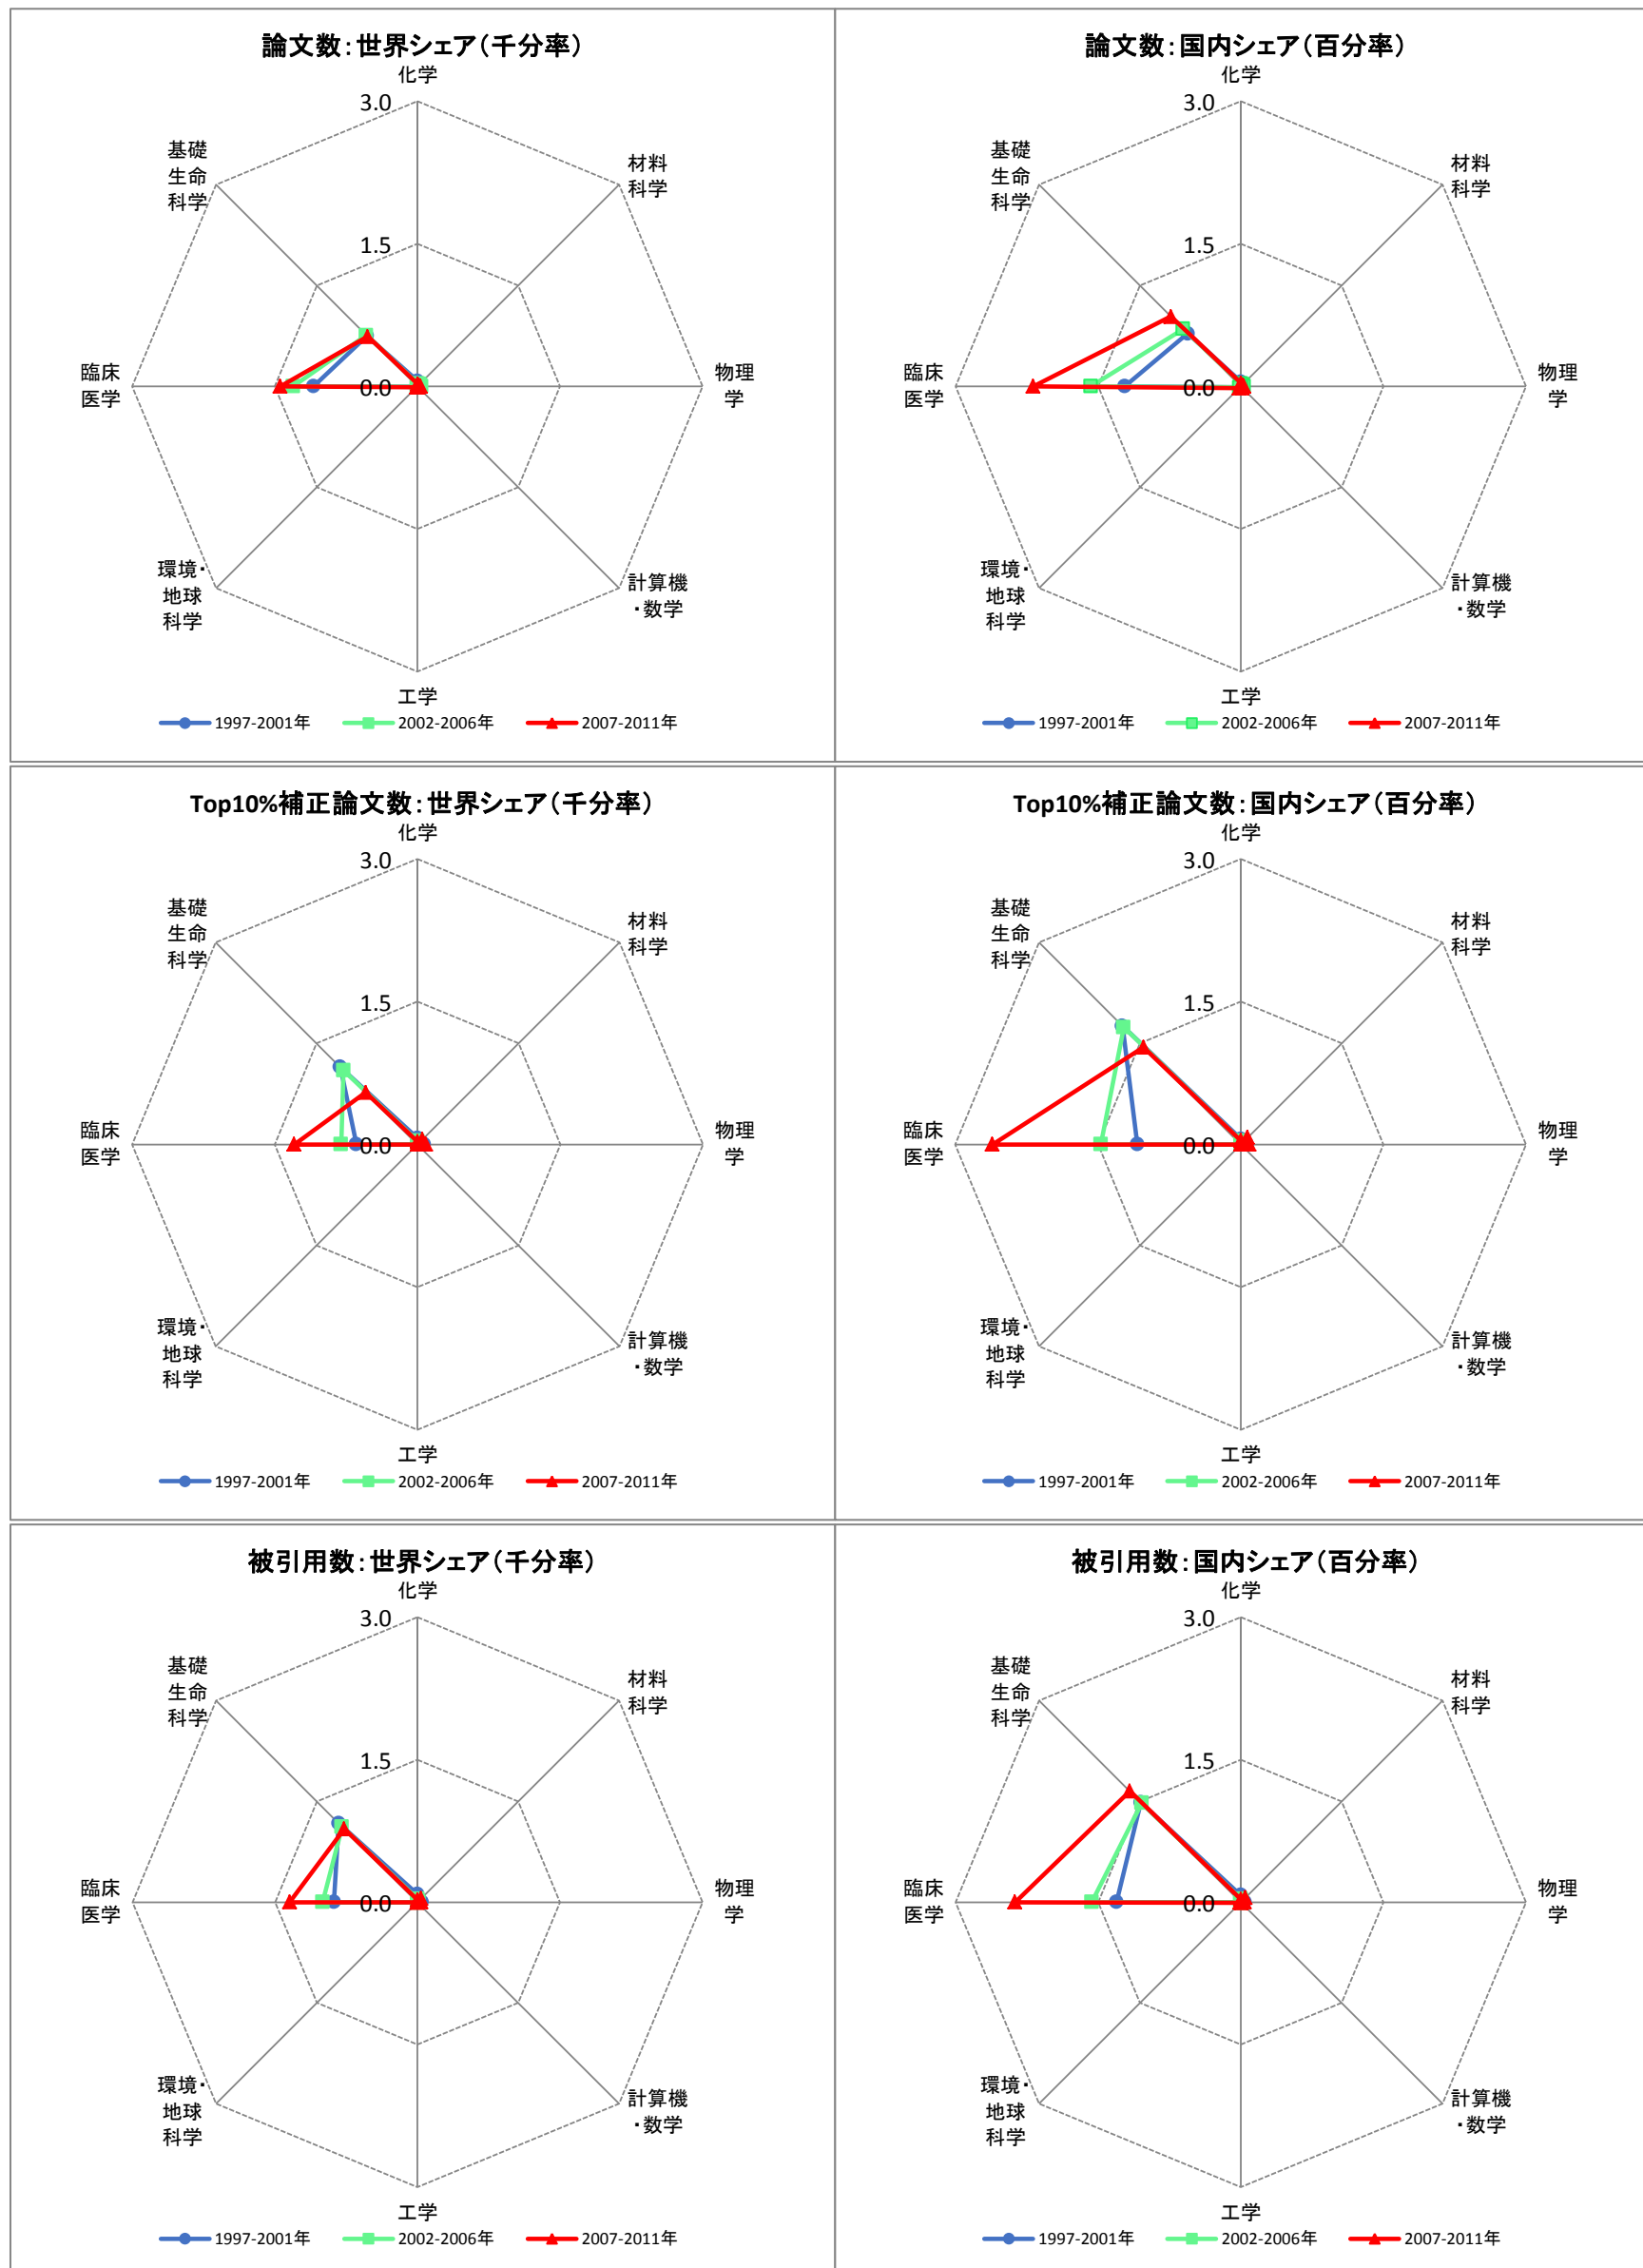 論文数：世界シェア（千分率）
化学
3.0
基礎
生命
科学
材料
科学
1.5
臨床
医学
0.0
物理
学
環境・
地球
科学
計算機
・数学
工学
1997-2001年 2002-2006年 2007-2011年
論文数：国内シェア（百分率）
化学
3.0
基礎
生命
科学
材料
科学
1.5
臨床
医学
0.0
物理
学
環境・
地球
科学
計算機
・数学
工学
1997-2001年 2002-2006年 2007-2011年
Top10%補正論文数：世界シェア（千分率）
化学
3.0
基礎
生命
科学
材料
科学
1.5
臨床
医学
0.0
物理
学
環境・
地球
科学
計算機
・数学
工学
1997-2001年 2002-2006年 2007-2011年
Top10%補正論文数：国内シェア（百分率）
化学
3.0
基礎
生命
科学
材料
科学
1.5
臨床
医学
0.0
物理
学
環境・
地球
科学
計算機
・数学
工学
1997-2001年 2002-2006年 2007-2011年
被引用数：世界シェア（千分率）
化学
3.0
基礎
生命
科学
材料
科学
1.5
臨床
医学
0.0
物理
学
環境・
地球
科学
計算機
・数学
工学
1997-2001年 2002-2006年 2007-2011年
被引用数：国内シェア（百分率）
化学
3.0
基礎
生命
科学
材料
科学
1.5
臨床
医学
0.0
物理
学
環境・
地球
科学
計算機
・数学
工学
1997-2001年 2002-2006年 2007-2011年